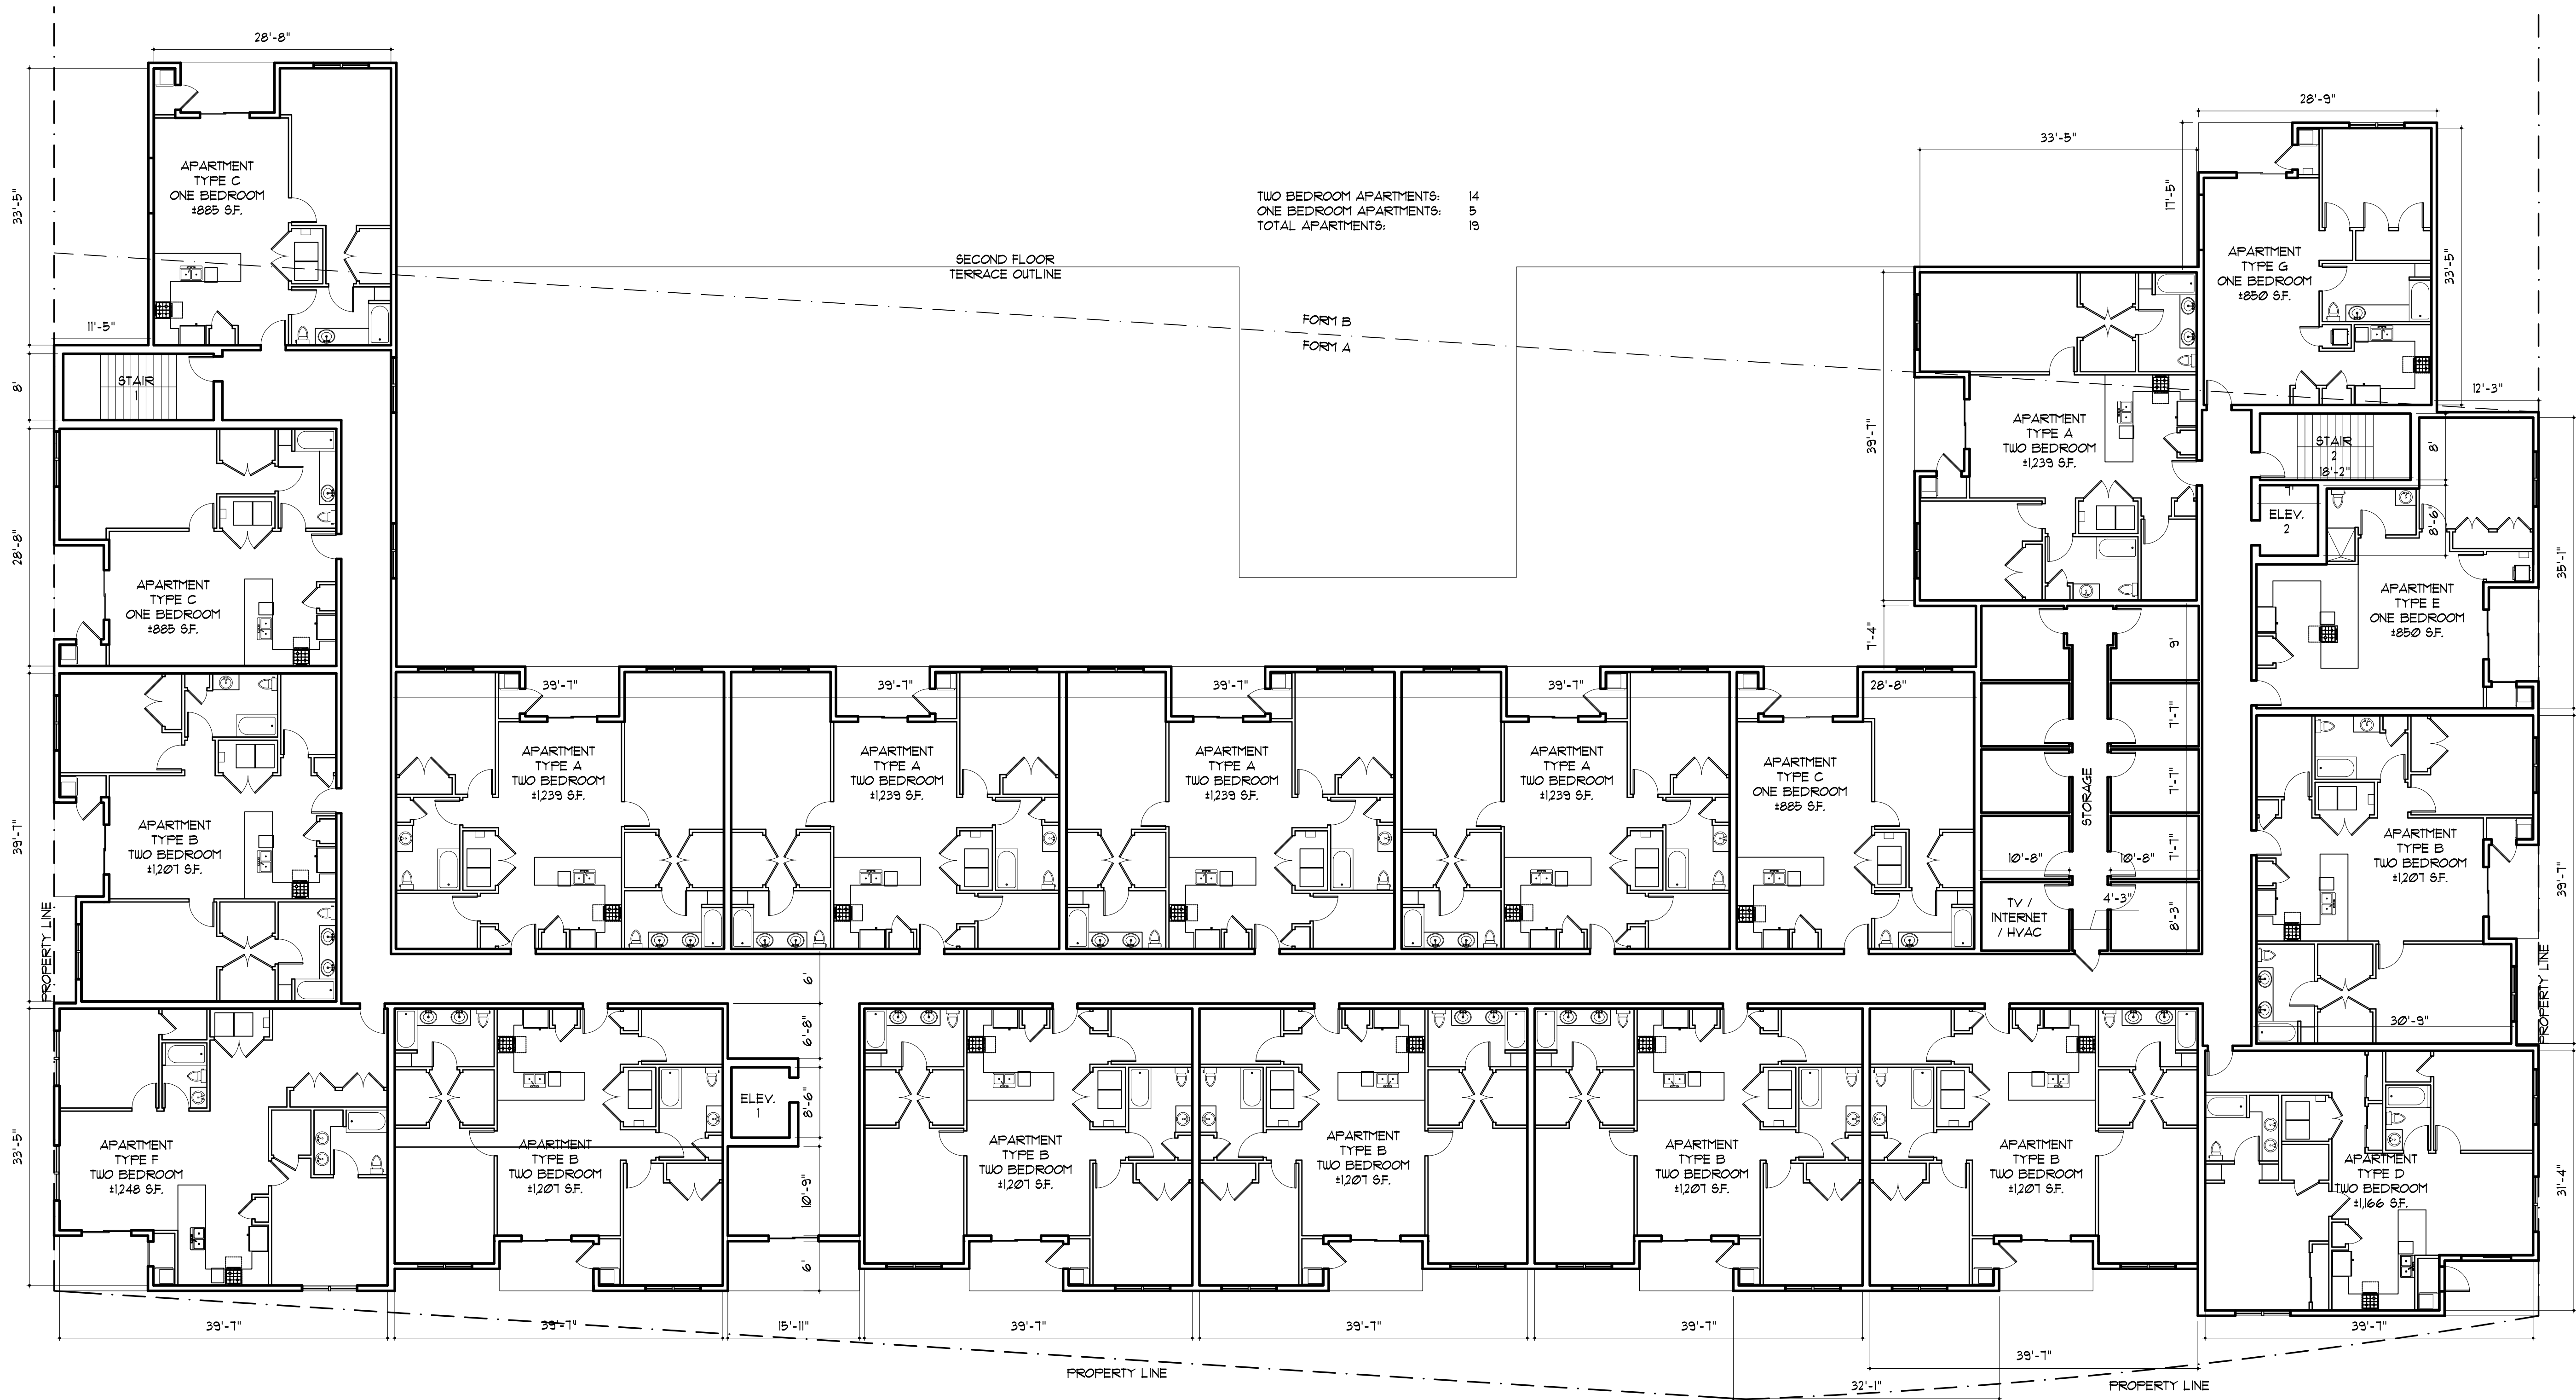 28'-8"
28'-9"
33'-5"
17'-5"
33'-5"
33'-5"
APARTMENT
TYPE C
ONE BEDROOM
±885 S.F.
TWO BEDROOM APARTMENTS: 14
ONE BEDROOM APARTMENTS: 5
TOTAL APARTMENTS: 19
SECOND FLOOR
TERRACE OUTLINE
FORM B
FORM A
APARTMENT
TYPE G
ONE BEDROOM
±850 S.F.
11'-5"
12'-3"
8'
STAIR
1
APARTMENT
TYPE A
TWO BEDROOM
±1,239 S.F.
39'-7"
STAIR
2
18'-2"
8'
7'
ELEV.
2
8'-6"
28'-8"
APARTMENT
TYPE C
ONE BEDROOM
±885 S.F.
APARTMENT
TYPE E
ONE BEDROOM
±850 S.F.
35'-1"
7'-4"
9'
39'-7"
39'-7"
39'-7"
39'-7"
28'-8"
7'-7"
APARTMENT
TYPE A
TWO BEDROOM
±1,239 S.F.
APARTMENT
TYPE A
TWO BEDROOM
±1,239 S.F.
APARTMENT
TYPE A
TWO BEDROOM
±1,239 S.F.
APARTMENT
TYPE A
TWO BEDROOM
±1,239 S.F.
APARTMENT
TYPE C
ONE BEDROOM
±885 S.F.
STORAGE
7'-7"
7'-7"
10'-8"
10'-8"
4'-3"
8'-3"
TV /
INTERNET
/ HVAC
39'-7"
APARTMENT
TYPE B
TWO BEDROOM
±1,207 S.F.
APARTMENT
TYPE B
TWO BEDROOM
±1,207 S.F.
39'-7"
PROPERTY LINE
PROPERTY LINE
30'-9"
6'
6'-8"
8'-6"
ELEV.
1
10'-9"
6'
33'-5"
APARTMENT
TYPE F
TWO BEDROOM
±1,248 S.F.
APARTMENT
TYPE B
TWO BEDROOM
±1,207 S.F.
APARTMENT
TYPE B
TWO BEDROOM
±1,207 S.F.
APARTMENT
TYPE B
TWO BEDROOM
±1,207 S.F.
APARTMENT
TYPE B
TWO BEDROOM
±1,207 S.F.
APARTMENT
TYPE B
TWO BEDROOM
±1,207 S.F.
APARTMENT
TYPE D
TWO BEDROOM
±1,166 S.F.
31'-4"
39'-7"
39'-7"
15'-11"
39'-7"
39'-7"
39'-7"
39'-7"
39'-7"
32'-1"
PROPERTY LINE
PROPERTY LINE